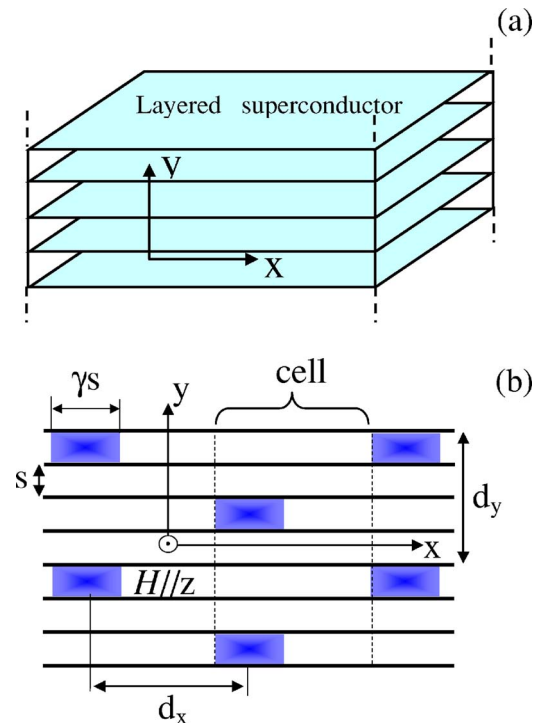 (a)
Layered superconductor
y
x
(b)
cell
γs
y
s
d_y
x
H//z
d_x